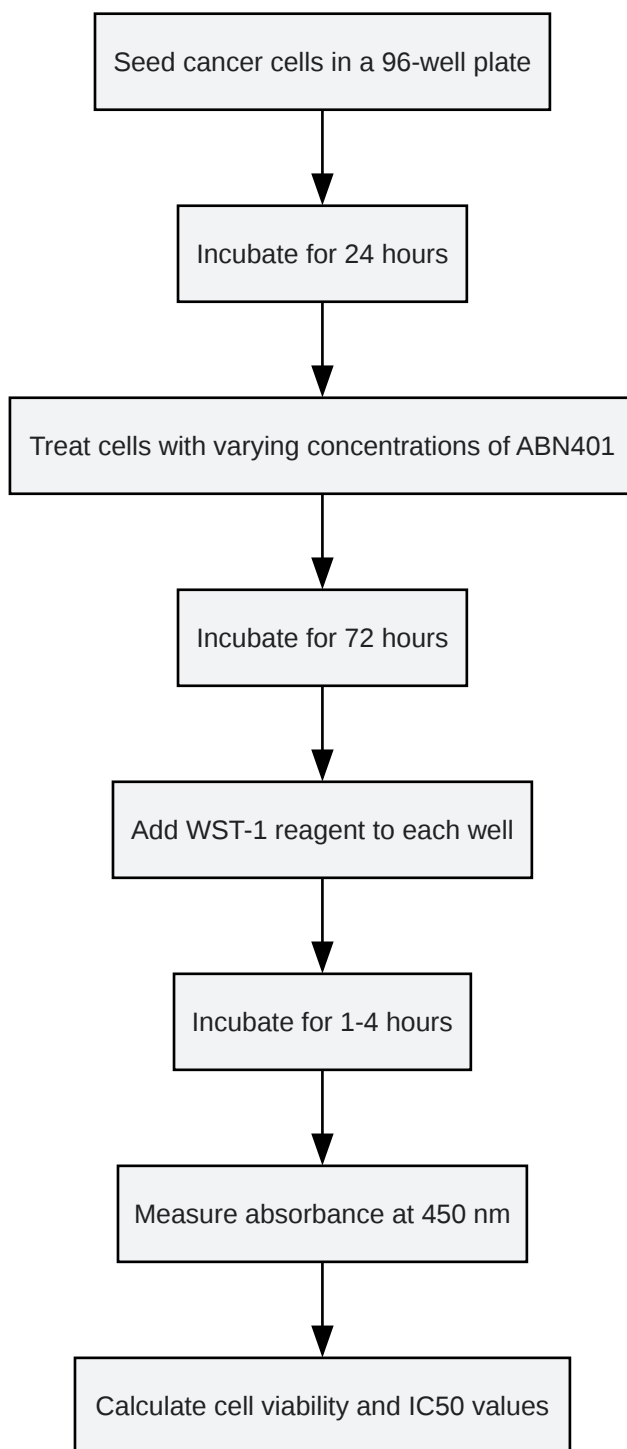 Seed cancer cells in a 96-well plate
Incubate for 24 hours
Treat cells with varying concentrations of ABN401
Incubate for 72 hours
Add WST-1 reagent to each well
Incubate for 1-4 hours
Measure absorbance at 450 nm
Calculate cell viability and IC50 values